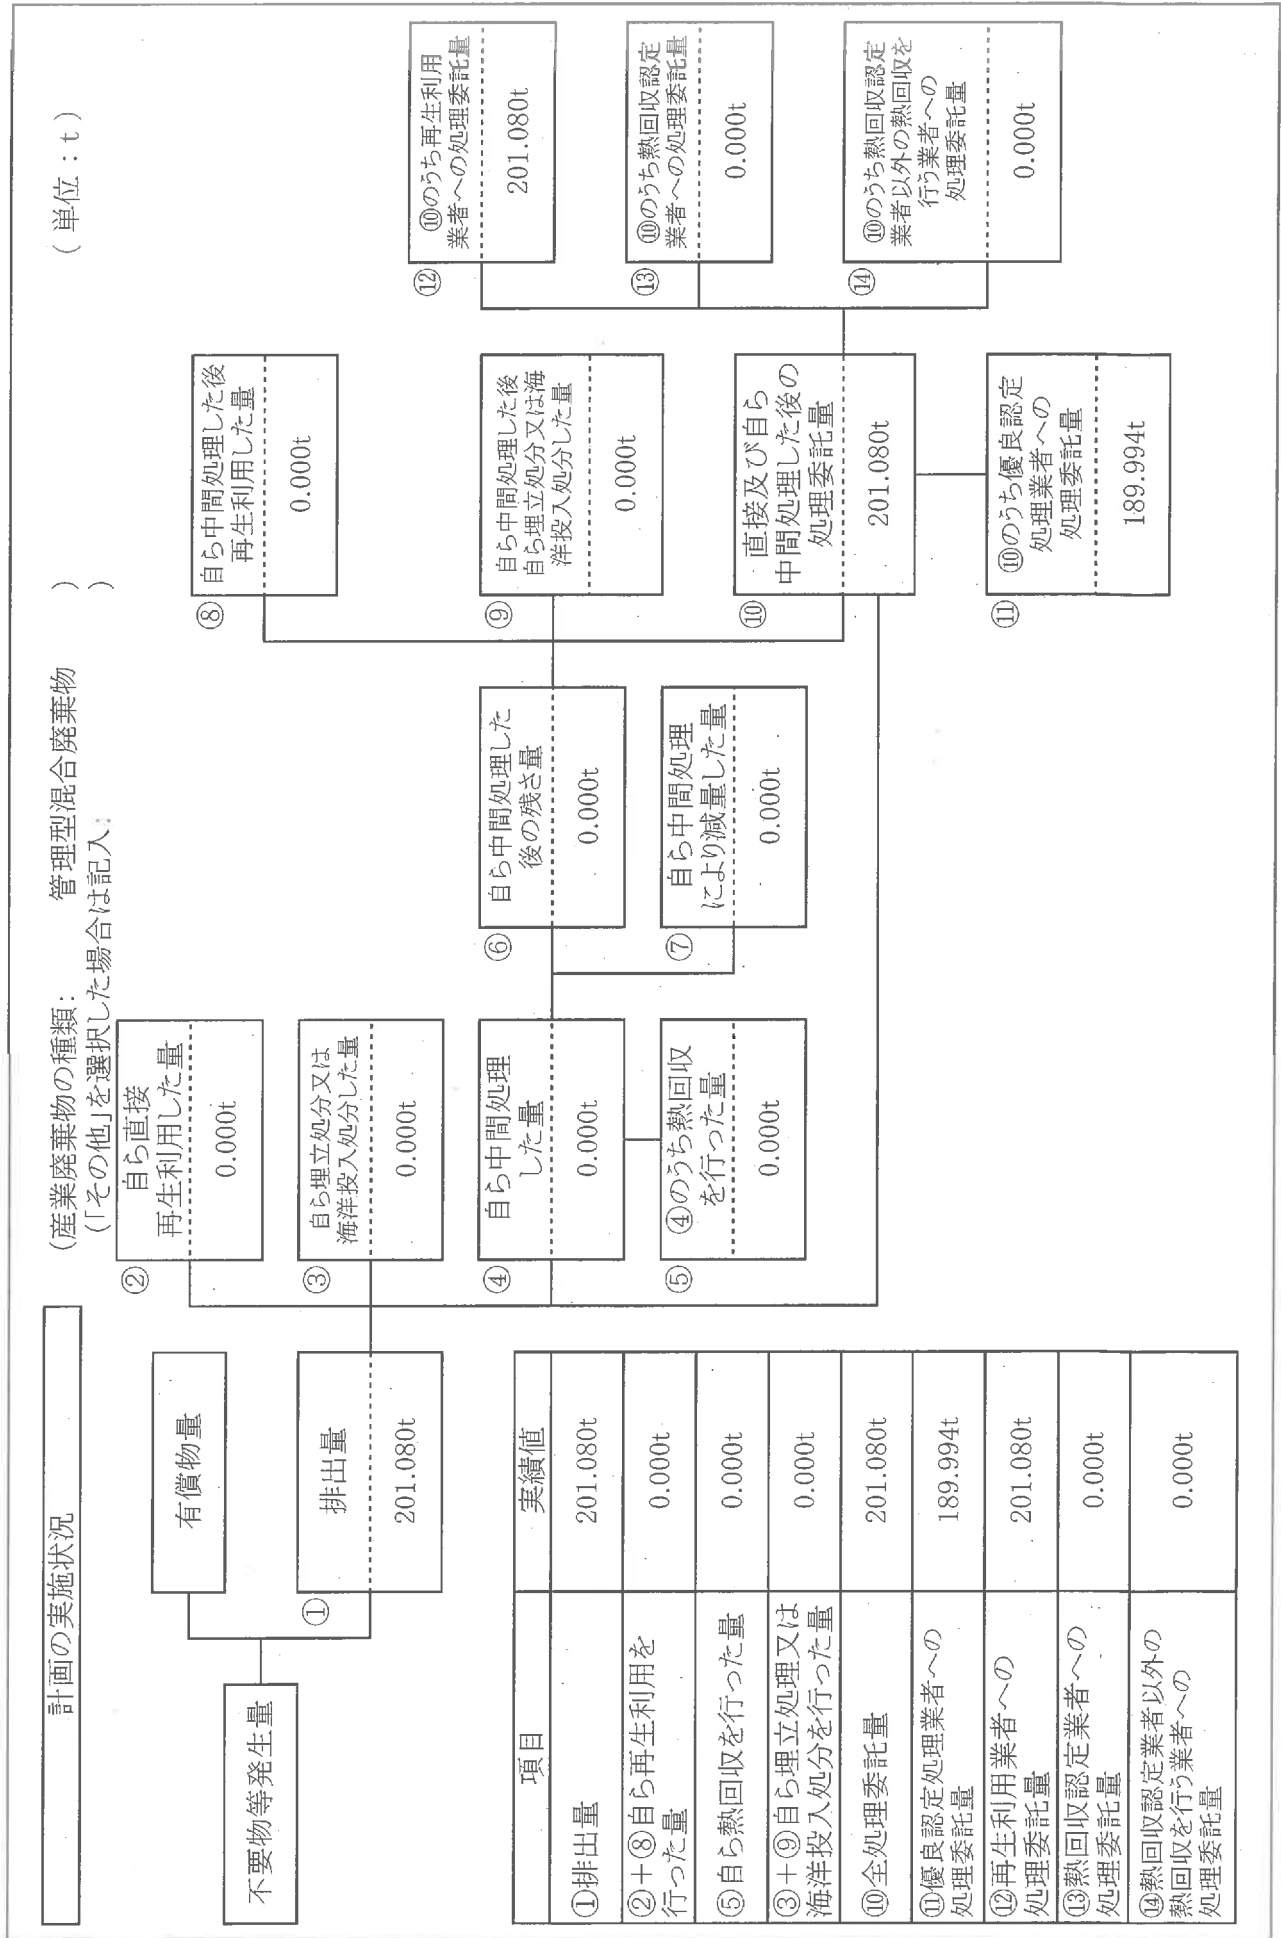 計画の実施状況
(産業廃棄物の種類: 管理型混合廃棄物 )
(「その他」を選択した場合は記入: )
(単位:t)
不要物等発生量
有償物量
①
排出量
201.080t
②
自ら直接
再生利用した量
0.000t
③
自ら埋立処分又は
海洋投入処分した量
0.000t
④
自ら中間処理
した量
0.000t
⑤
④のうち熱回収
を行った量
0.000t
⑥
自ら中間処理した
後の残さ量
0.000t
⑦
自ら中間処理
により減量した量
0.000t
⑧
自ら中間処理した後
再生利用した量
0.000t
⑨
自ら中間処理した後
自ら埋立処分又は海
洋投入処分した量
0.000t
⑩
直接及び自ら
中間処理した後の
処理委託量
201.080t
⑪
⑩のうち優良認定
処理業者への
処理委託量
189.994t
⑫
⑩のうち再生利用
業者への処理委託量
201.080t
⑬
⑩のうち熱回収認定
業者への処理委託量
0.000t
⑭
⑩のうち熱回収認定
業者以外の熱回収を
行う業者への
処理委託量
0.000t
項目 実績値
①排出量 201.080t
②+⑧自ら再生利用を
行った量 0.000t
⑤自ら熱回収を行った量 0.000t
③+⑨自ら埋立処理又は
海洋投入処分を行った量 0.000t
⑩全処理委託量 201.080t
⑪優良認定処理業者への
処理委託量 189.994t
⑫再生利用業者への
処理委託量 201.080t
⑬熱回収認定業者への
処理委託量 0.000t
⑭熱回収認定業者以外の
熱回収を行う業者への
処理委託量 0.000t